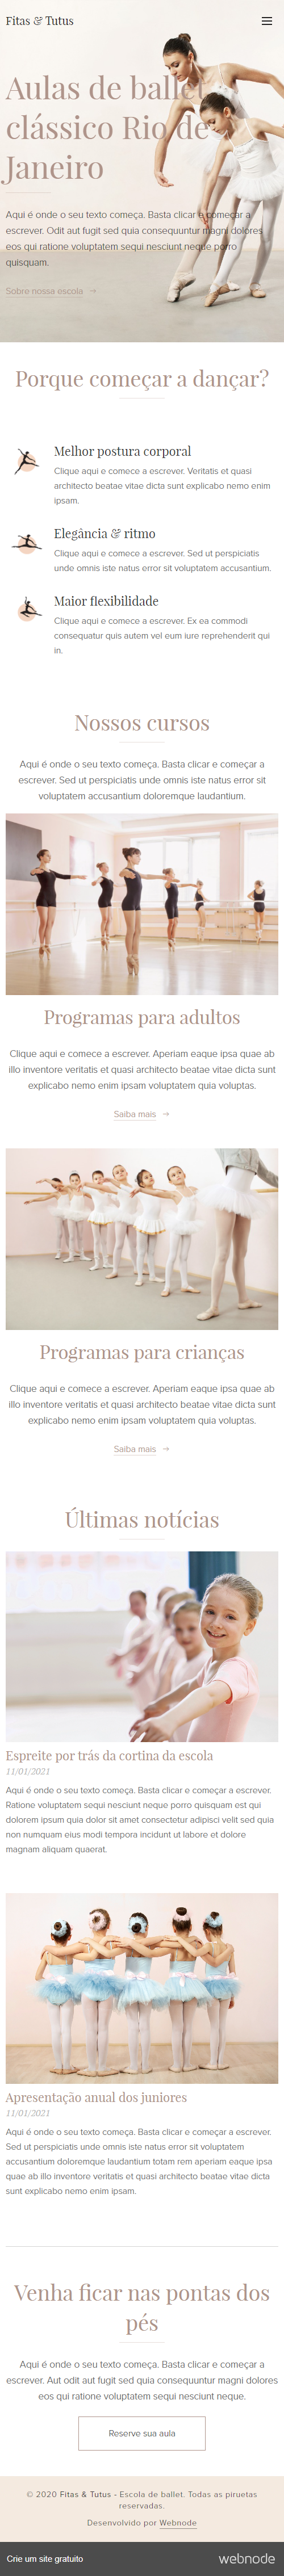 Fitas & Tutus
Aulas de ballet
clássico Rio de
Janeiro
Aqui é onde o seu texto começa. Basta clicar e começar a
escrever. Odit aut fugit sed quia consequuntur magni dolores
eos qui ratione voluptatem sequi nesciunt neque porro
quisquam.
Sobre nossa escola
Porque começar a dançar?
Melhor postura corporal
Clique aqui e comece a escrever. Veritatis et quasi
architecto beatae vitae dicta sunt explicabo nemo enim
ipsam.
Elegância & ritmo
Clique aqui e comece a escrever. Sed ut perspiciatis
unde omnis iste natus error sit voluptatem accusantium.
Maior flexibilidade
Clique aqui e comece a escrever. Ex ea commodi
consequatur quis autem vel eum iure reprehenderit qui
in.
Nossos cursos
Aqui é onde o seu texto começa. Basta clicar e começar a
escrever. Sed ut perspiciatis unde omnis iste natus error sit
voluptatem accusantium doloremque laudantium.
Programas para adultos
Clique aqui e comece a escrever. Aperiam eaque ipsa quae ab
illo inventore veritatis et quasi architecto beatae vitae dicta sunt
explicabo nemo enim ipsam voluptatem quia voluptas.
Saiba mais
Programas para crianças
Clique aqui e comece a escrever. Aperiam eaque ipsa quae ab
illo inventore veritatis et quasi architecto beatae vitae dicta sunt
explicabo nemo enim ipsam voluptatem quia voluptas.
Saiba mais
Últimas notícias
Espreite por trás da cortina da escola
11/01/2021
Aqui é onde o seu texto começa. Basta clicar e começar a escrever.
Ratione voluptatem sequi nesciunt neque porro quisquam est qui
dolorem ipsum quia dolor sit amet consectetur adipisci velit sed quia
non numquam eius modi tempora incidunt ut labore et dolore
magnam aliquam quaerat.
Apresentação anual dos juniores
11/01/2021
Aqui é onde o seu texto começa. Basta clicar e começar a escrever.
Sed ut perspiciatis unde omnis iste natus error sit voluptatem
accusantium doloremque laudantium totam rem aperiam eaque ipsa
quae ab illo inventore veritatis et quasi architecto beatae vitae dicta
sunt explicabo nemo enim ipsam.
Venha ficar nas pontas dos
pés
Aqui é onde o seu texto começa. Basta clicar e começar a
escrever. Aut odit aut fugit sed quia consequuntur magni dolores
eos qui ratione voluptatem sequi nesciunt neque.
Reserve sua aula
© 2020 Fitas & Tutus - Escola de ballet. Todas as piruetas
reservadas.
Desenvolvido por Webnode
Crie um site gratuito
webnode